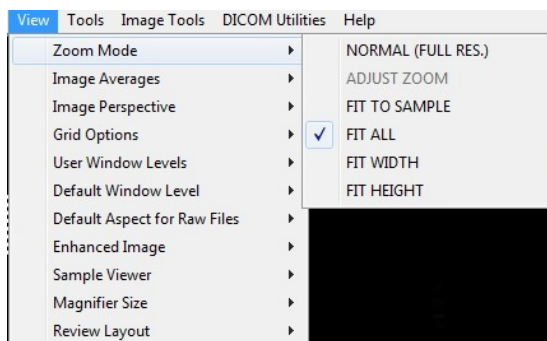 View Tools Image Tools DICOM Utilities Help
Zoom Mode
Image Averages
Image Perspective
Grid Options
User Window Levels
Default Window Level
Default Aspect for Raw Files
Enhanced Image
Sample Viewer
Magnifier Size
Review Layout
NORMAL (FULL RES.)
ADJUST ZOOM
FIT TO SAMPLE
FIT ALL
FIT WIDTH
FIT HEIGHT